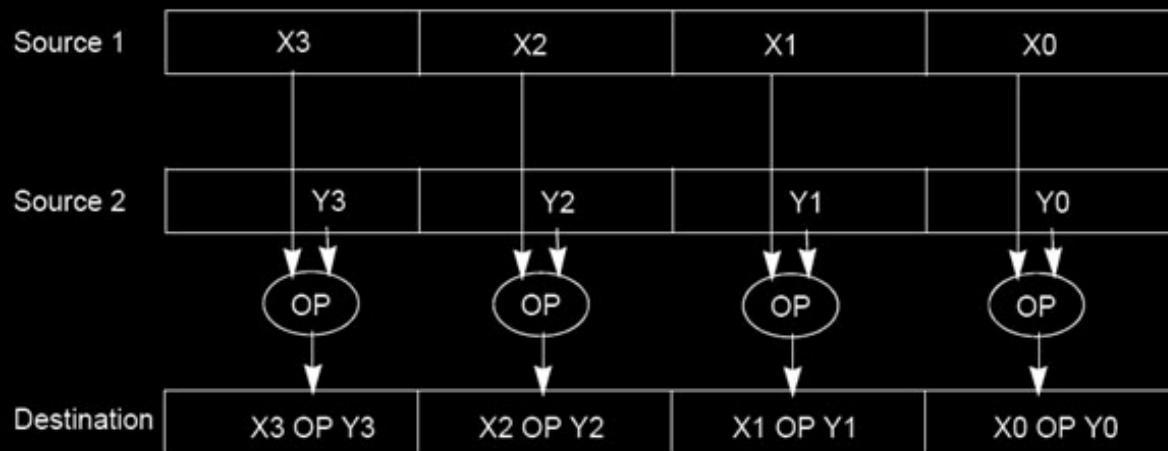 Source 1 X3 X2 X1 X0
Source 2 Y3 Y2 Y1 Y0
OP OP OP OP
Destination X3 OP Y3 X2 OP Y2 X1 OP Y1 X0 OP Y0